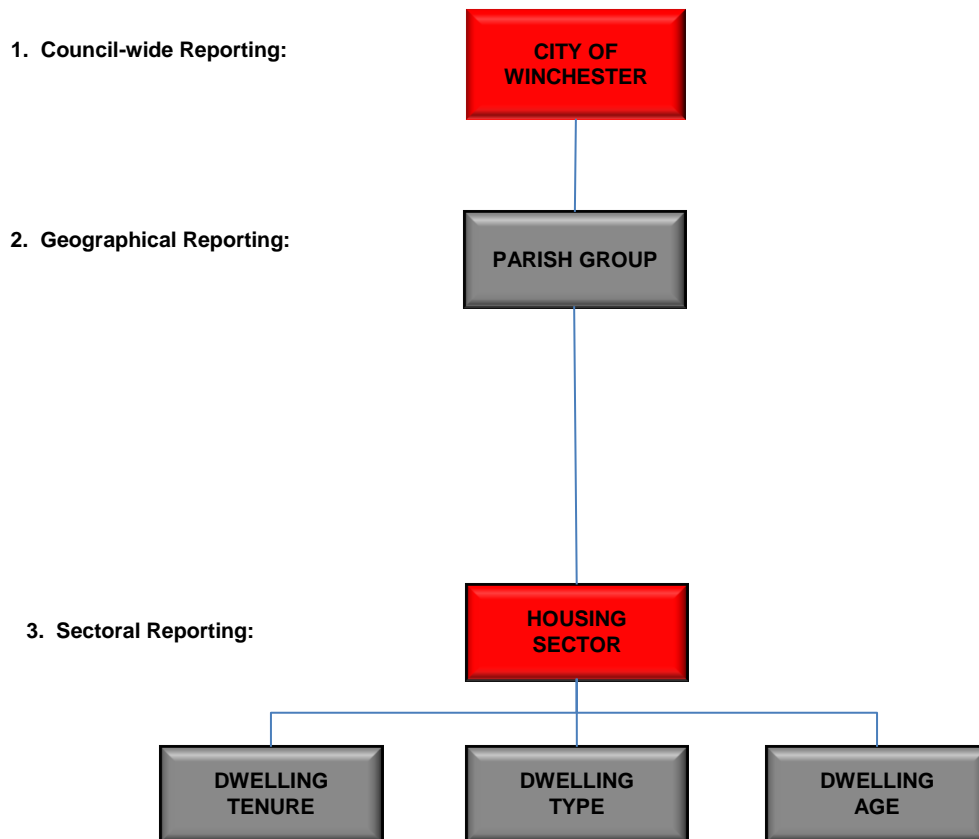 1. Council-wide Reporting:
CITY OF
WINCHESTER
2. Geographical Reporting:
PARISH GROUP
3. Sectoral Reporting:
HOUSING
SECTOR
DWELLING
TENURE
DWELLING
TYPE
DWELLING
AGE